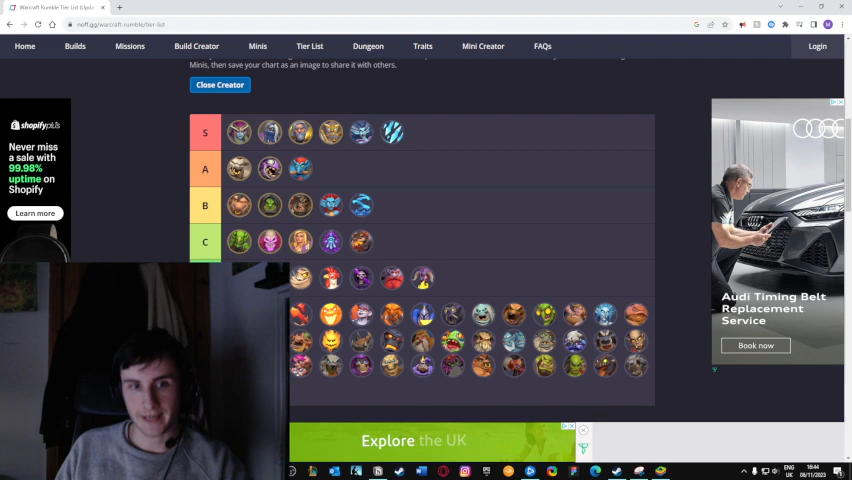 Warcraft Rumble Tier List (Upda
noff.gg/warcraft-rumble/tier-list
Home
Builds
Missions
Build Creator
Minis
Tier List
Dungeon
Traits
Mini Creator
FAQs
Login
Minis, then save your chart as an image to share it with others.
Close Creator
S
A
B
C
shopify plus
Never miss
a sale with
99.98%
uptime on
Shopify
Learn more
Audi Timing Belt
Replacement
Service
Book now
Explore the UK
ENG
UK
16:44
08/11/2023